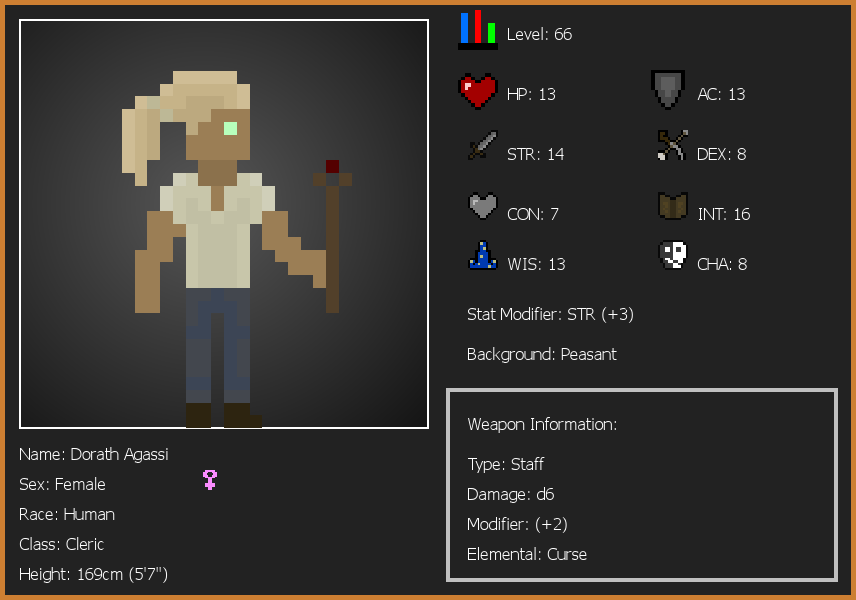 Level: 66
HP: 13
AC: 13
STR: 14
DEX: 8
CON: 7
INT: 16
WIS: 13
CHA: 8
Stat Modifier: STR (+3)
Background: Peasant
Weapon Information:
Type: Staff
Damage: d6
Modifier: (+2)
Elemental: Curse
Name: Dorath Agassi
Sex: Female
Race: Human
Class: Cleric
Height: 169cm (5'7")